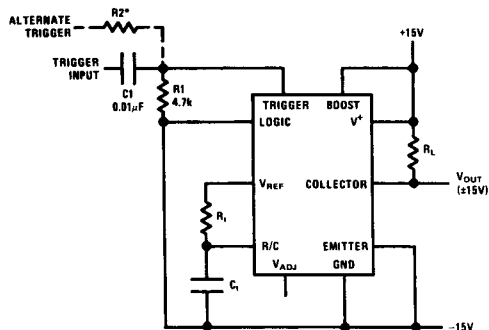 ALTERNATE
TRIGGER
R2*
+15V
TRIGGER
INPUT
C1
0.01μF
R1
4.7k
TRIGGER
BOOST
LOGIC
V+
RL
VREF
COLLECTOR
VOUT
(±15V)
Rt
R/C
EMITTER
Ct
VADJ
GND
−15V